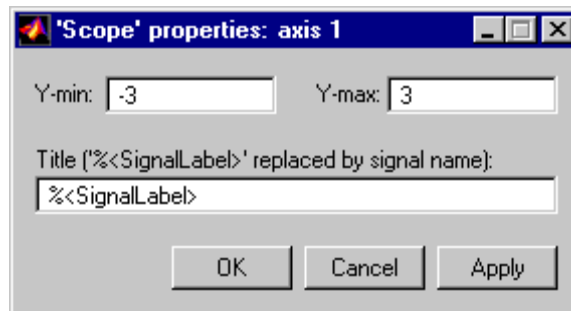 'Scope' properties: axis 1
Y-min: -3 Y-max: 3
Title ('%<SignalLabel>' replaced by signal name):
%<SignalLabel>
OK Cancel Apply